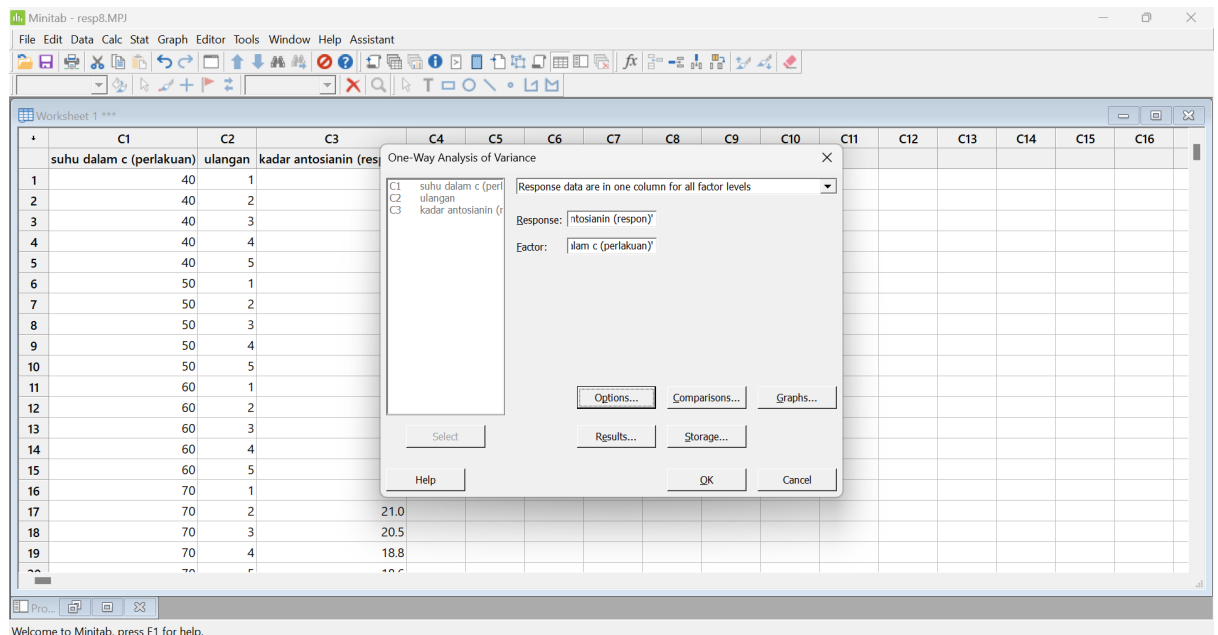 Minitab - resp8.MPJ
File Edit Data Calc Stat Graph Editor Tools Window Help Assistant
Worksheet 1 ***
C1 C2 C3 C4 C5 C6 C7 C8 C9 C10 C11 C12 C13 C14 C15 C16
suhu dalam c (perlakuan) ulangan kadar antosianin (res
1 40 1
2 40 2
3 40 3
4 40 4
5 40 5
6 50 1
7 50 2
8 50 3
9 50 4
10 50 5
11 60 1
12 60 2
13 60 3
14 60 4
15 60 5
16 70 1
17 70 2 21.0
18 70 3 20.5
19 70 4 18.8
One-Way Analysis of Variance
C1 suhu dalam c (perl
C2 ulangan
C3 kadar antosianin (r
Response data are in one column for all factor levels
Response: ntosianin (respon)'
Factor: alam c (perlakuan)'
Options... Comparisons... Graphs...
Select Results... Storage...
Help OK Cancel
Pro...
Welcome to Minitab, press F1 for help.